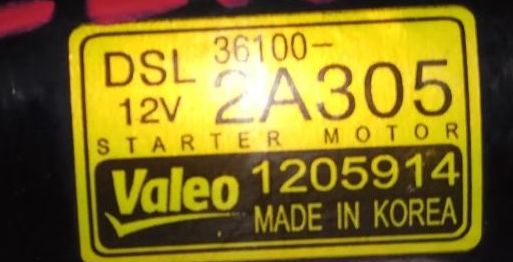 DSL 36100-
12V 2A305
STARTER MOTOR
Valeo 1205914
MADE IN KOREA